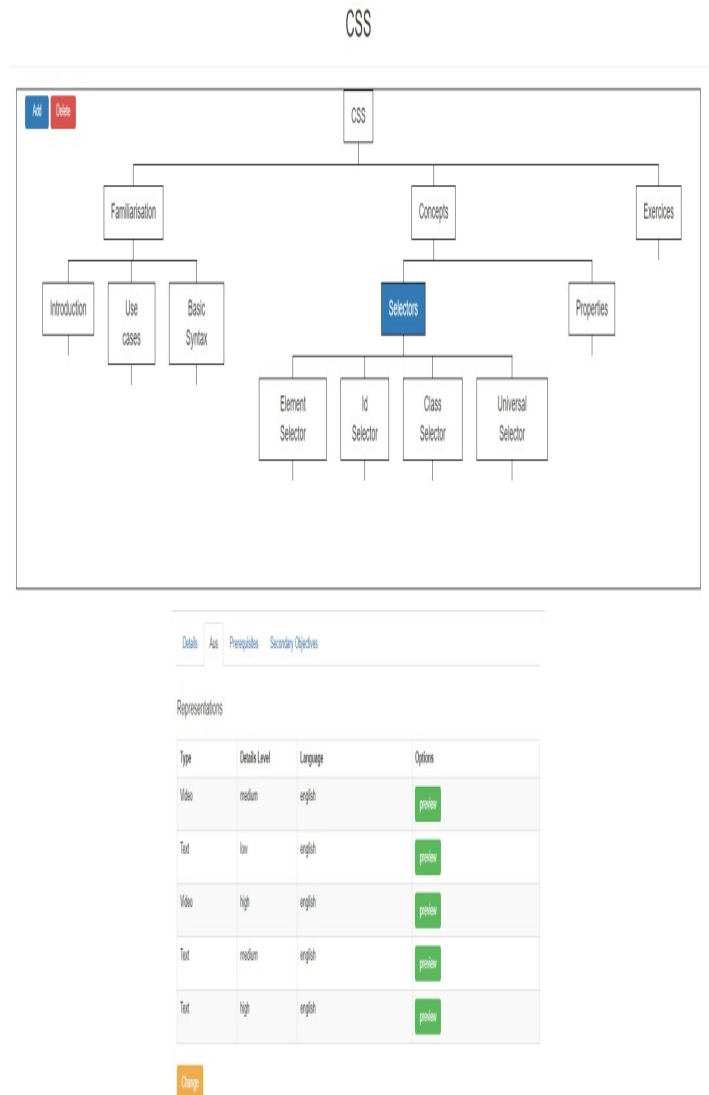 CSS
Add Delete
CSS
Familiarisation Concepts Exercices
Introduction Use cases Basic Syntax Selectors Properties
Element Selector Id Selector Class Selector Universal Selector
Details Aus Prerequisites Secondary Objectives
Representations
Type Details Level Language Options
Video medium english preview
Text low english preview
Video high english preview
Text medium english preview
Text high english preview
Change